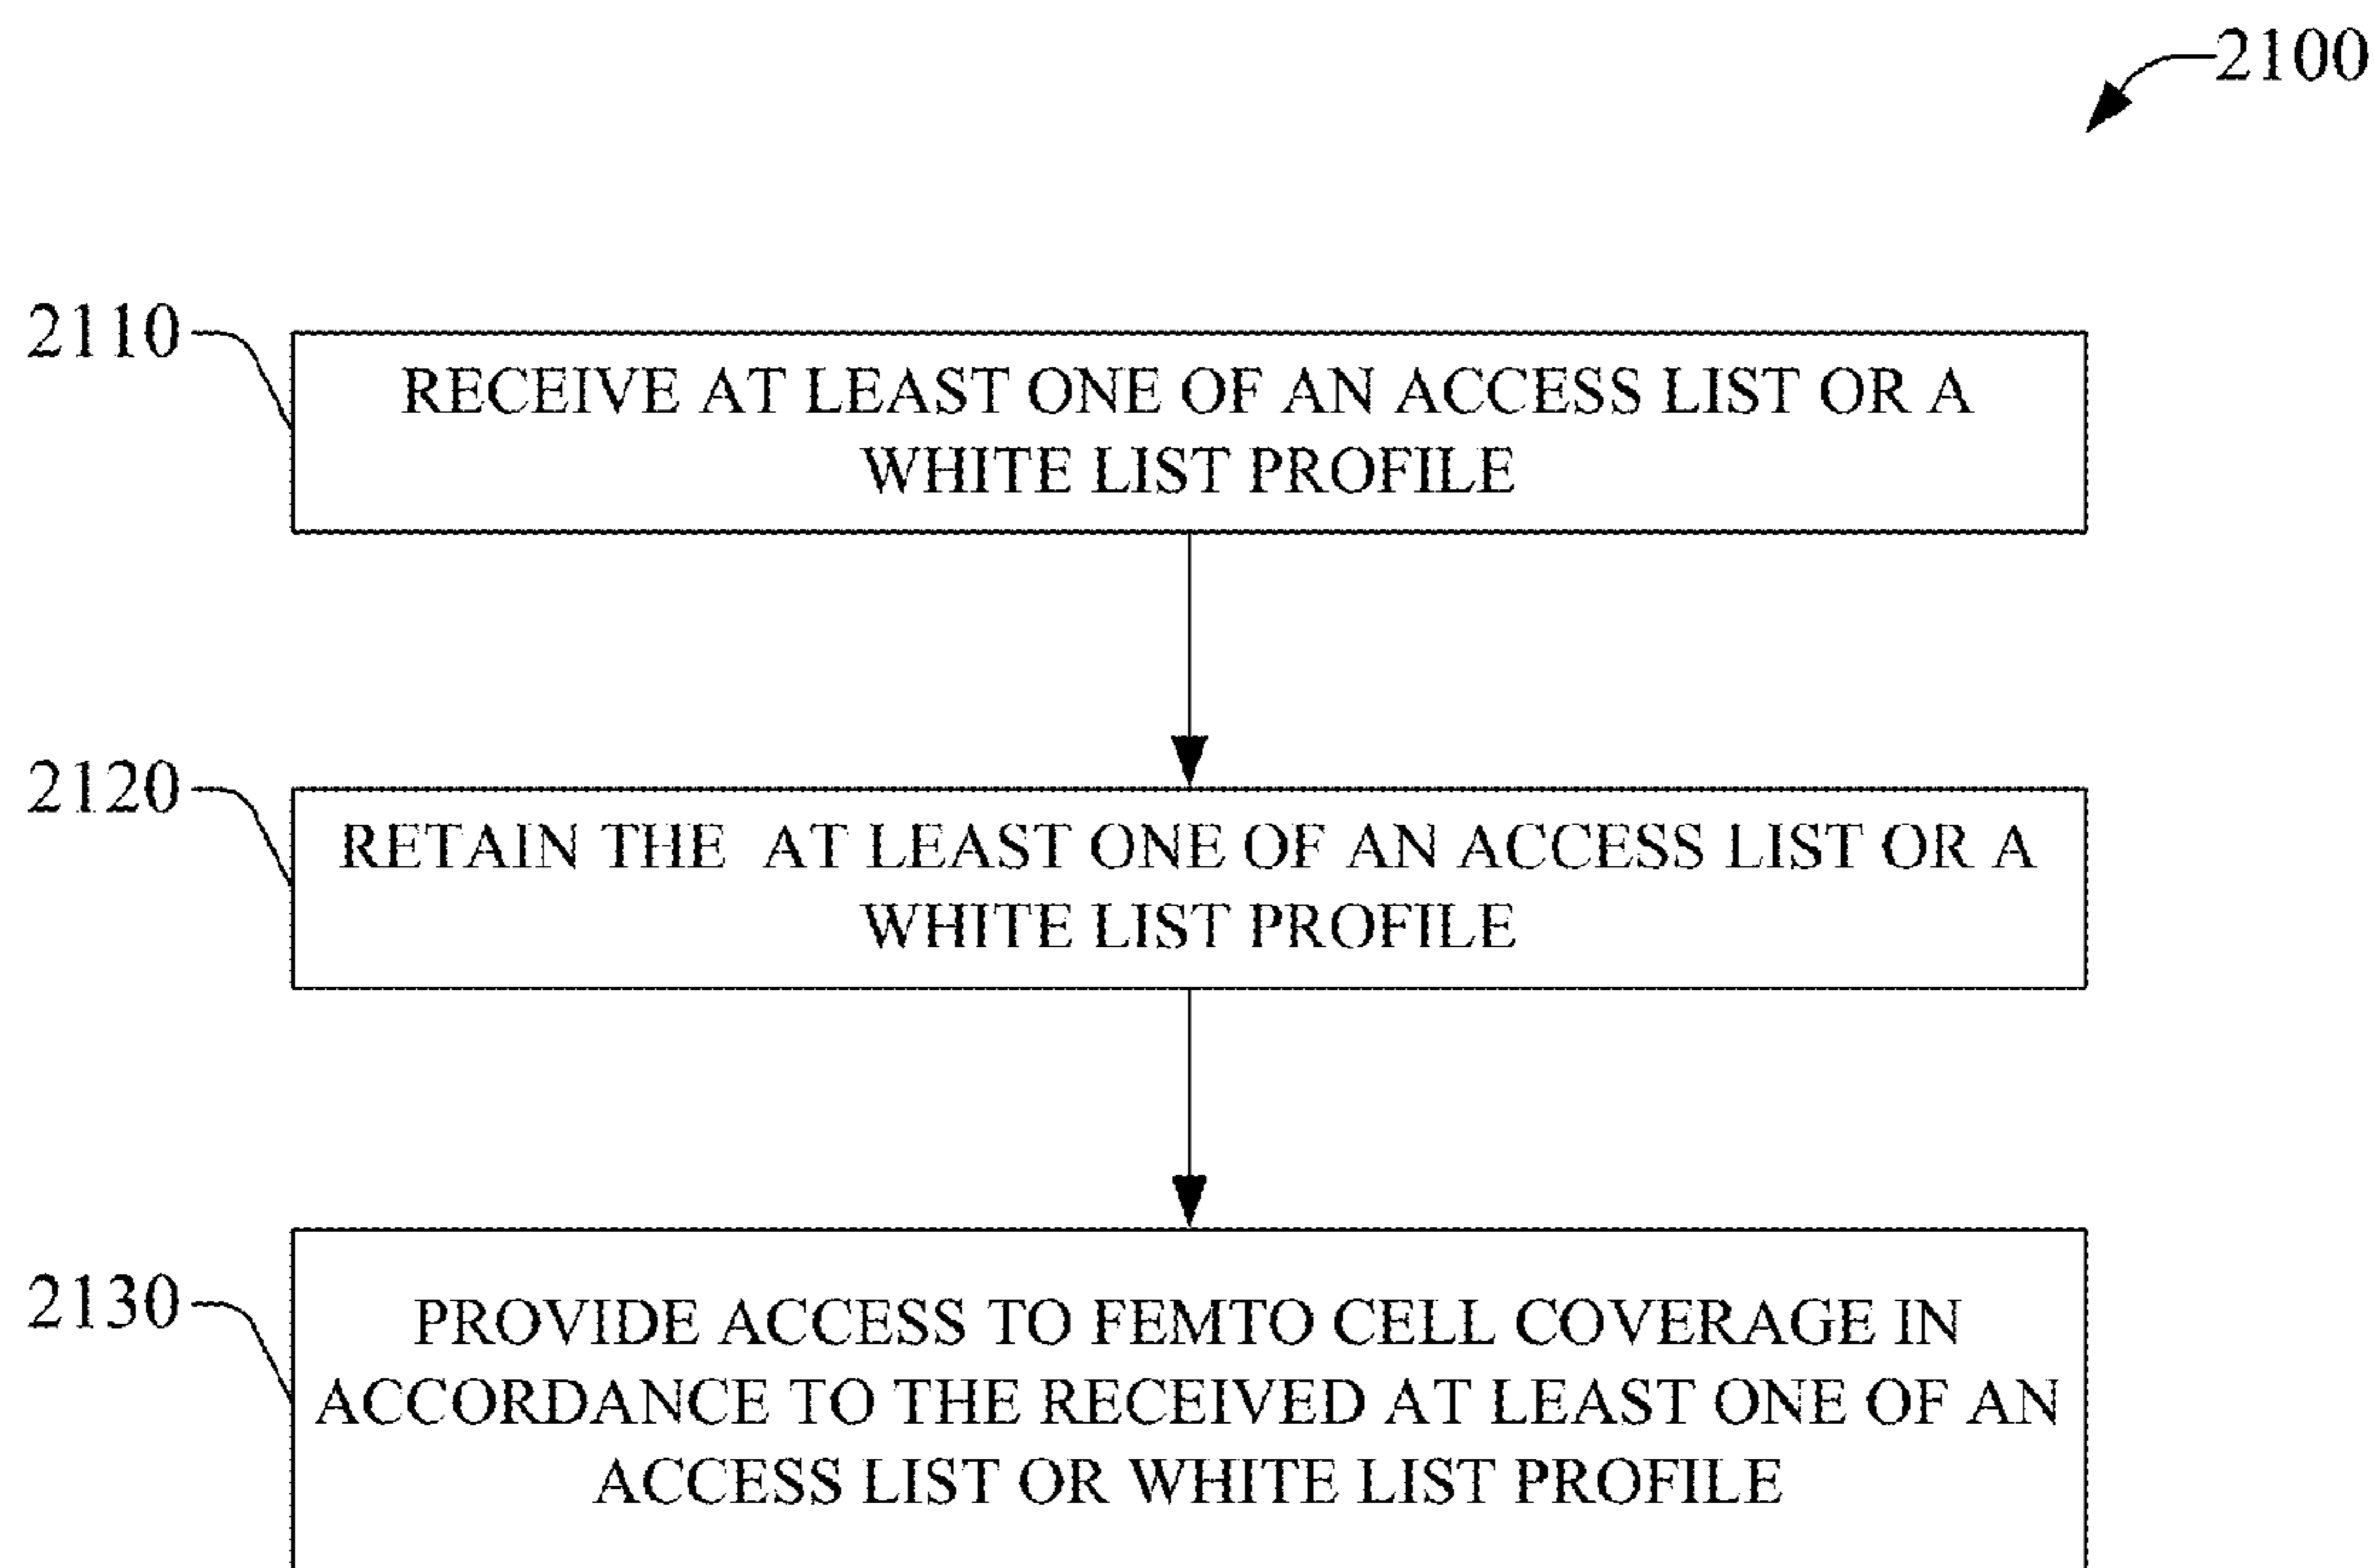 2100
2110
RECEIVE AT LEAST ONE OF AN ACCESS LIST OR A
WHITE LIST PROFILE
2120
RETAIN THE AT LEAST ONE OF AN ACCESS LIST OR A
WHITE LIST PROFILE
2130
PROVIDE ACCESS TO FEMTO CELL COVERAGE IN
ACCORDANCE TO THE RECEIVED AT LEAST ONE OF AN
ACCESS LIST OR WHITE LIST PROFILE